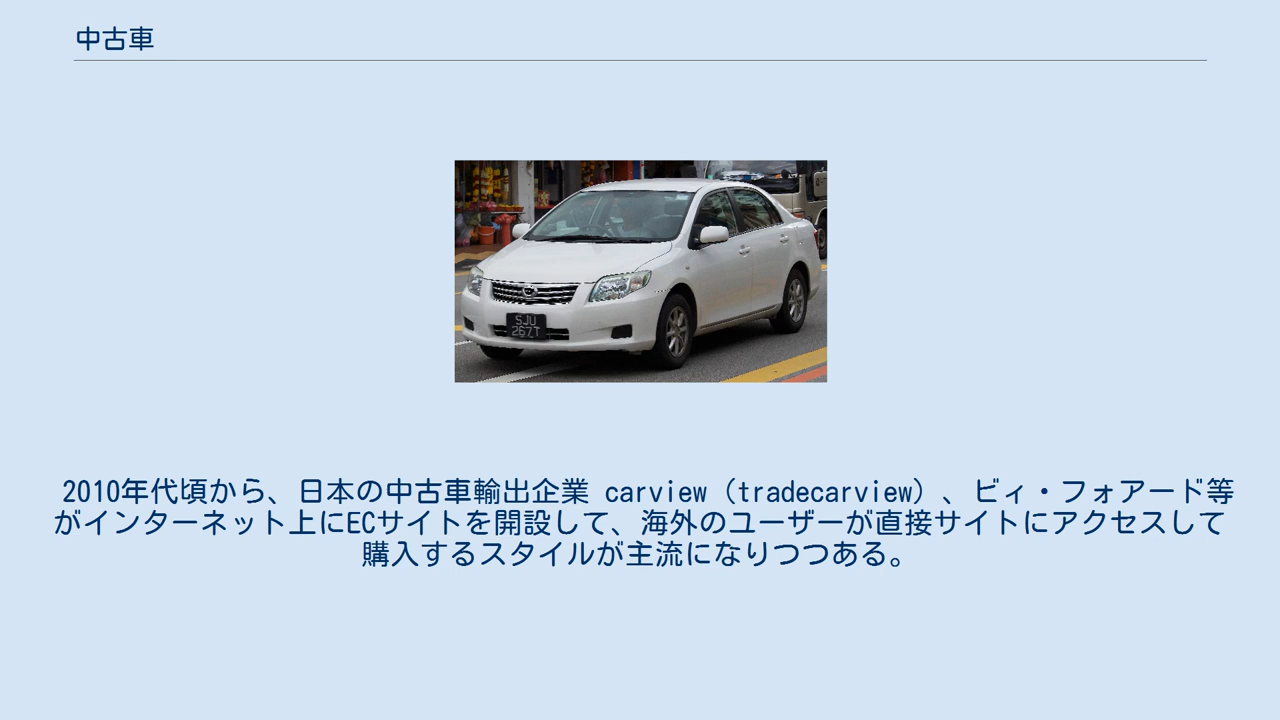 中古車
SJU
267T
2010年代頃から、日本の中古車輸出企業 carview（tradecarview）、ビィ・フォアード等
がインターネット上にECサイトを開設して、海外のユーザーが直接サイトにアクセスして
購入するスタイルが主流になりつつある。